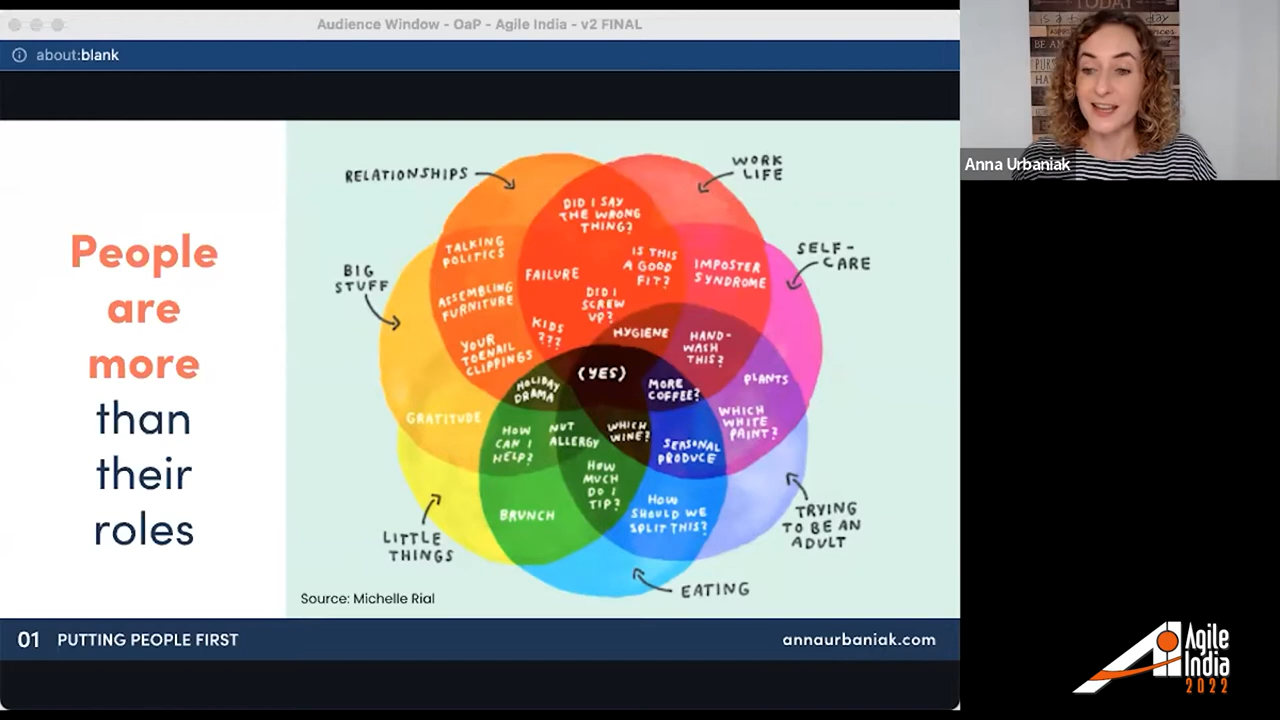 Audience Window - OaP - Agile India - v2 FINAL
about:blank
People
are
more
than
their
roles
RELATIONSHIPS
WORK
LIFE
BIG
STUFF
SELF-
CARE
DID I SAY
THE WRONG
THING?
TALKING
POLITICS
FAILURE
IS THIS
A GOOD
FIT?
IMPOSTER
SYNDROME
ASSEMBLING
FURNITURE
DID I
SCREW
UP?
KIDS
???
HYGIENE
HAND-
WASH
THIS?
YOUR
TOENAIL
CLIPPINGS
(YES)
HOLIDAY
DRAMA
MORE
COFFEE?
PLANTS
GRATITUDE
HOW
CAN I
HELP?
NUT
ALLERGY
WHICH
WINE?
WHICH
WHITE
PAINT?
SEASONAL
PRODUCE
HOW
MUCH
DO I
TIP?
BRUNCH
HOW
SHOULD WE
SPLIT THIS?
LITTLE
THINGS
TRYING
TO BE AN
ADULT
EATING
Source: Michelle Rial
01 PUTTING PEOPLE FIRST
annaurbaniak.com
TODAY
Anna Urbaniak
Agile
India
2022